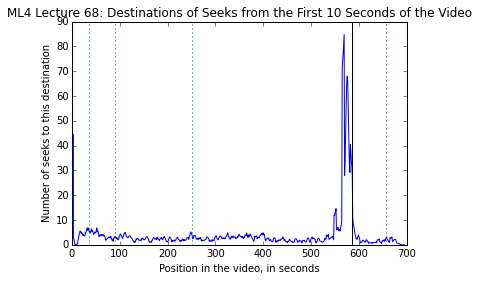 ML4 Lecture 68: Destinations of Seeks from the First 10 Seconds of the Video
90
80
70
60
50
40
30
20
10
0
Number of seeks to this destination
0 100 200 300 400 500 600 700
Position in the video, in seconds